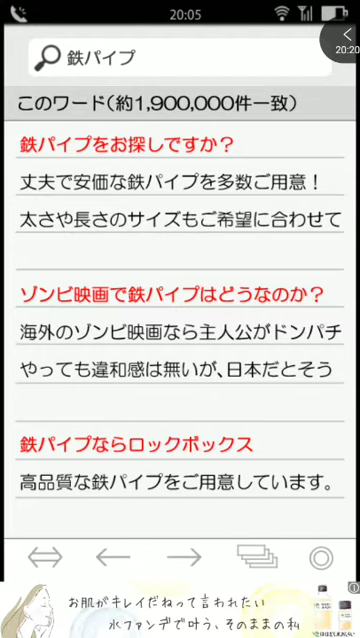 20:05
20:20
鉄パイプ
このワード(約1,900,000件一致)
鉄パイプをお探しですか？
丈夫で安価な鉄パイプを多数ご用意！
太さや長さのサイズもご希望に合わせて
ゾンビ映画で鉄パイプはどうなのか？
海外のゾンビ映画なら主人公がドンパチ
やっても違和感は無いが、日本だとそう
鉄パイプならロックボックス
高品質な鉄パイプをご用意しています。
お肌がキレイだねって言われたい
水ファンデで叶う、そのままの私